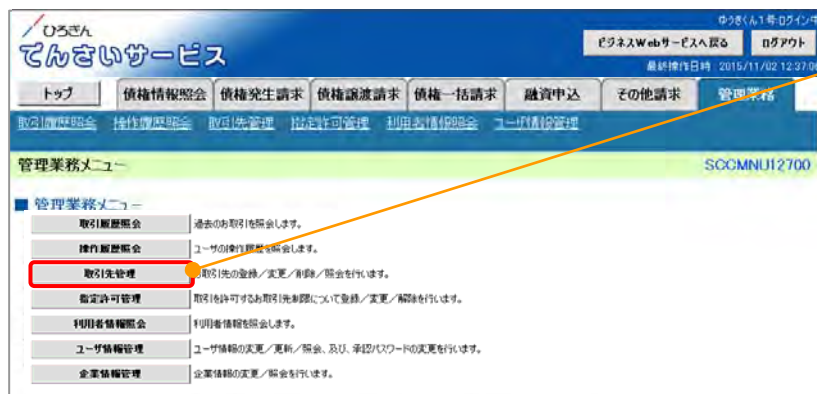 ひろぎん
でんさいサービス
ゆうぎん1号:ログイン中
ビジネスWebサービスへ戻る ログアウト
最終操作日時:2015/11/02 12:37:06
トップ 債権情報照会 債権発生請求 債権譲渡請求 債権一括請求 融資申込 その他請求 管理業務
取引履歴照会 操作履歴照会 取引先管理 指定許可管理 利用者情報照会 ユーザ情報管理
管理業務メニュー SCCMNU12700
管理業務メニュー
取引履歴照会 過去のお取引を照会します。
操作履歴照会 ユーザの操作履歴を照会します。
取引先管理 お取引先の登録/変更/削除/照会を行います。
指定許可管理 取引を許可するお取引先制限について登録/変更/解除を行います。
利用者情報照会 利用者情報を照会します。
ユーザ情報管理 ユーザ情報の変更/更新/照会、及び、承認パスワードの変更を行います。
企業情報管理 企業情報の変更/照会を行います。